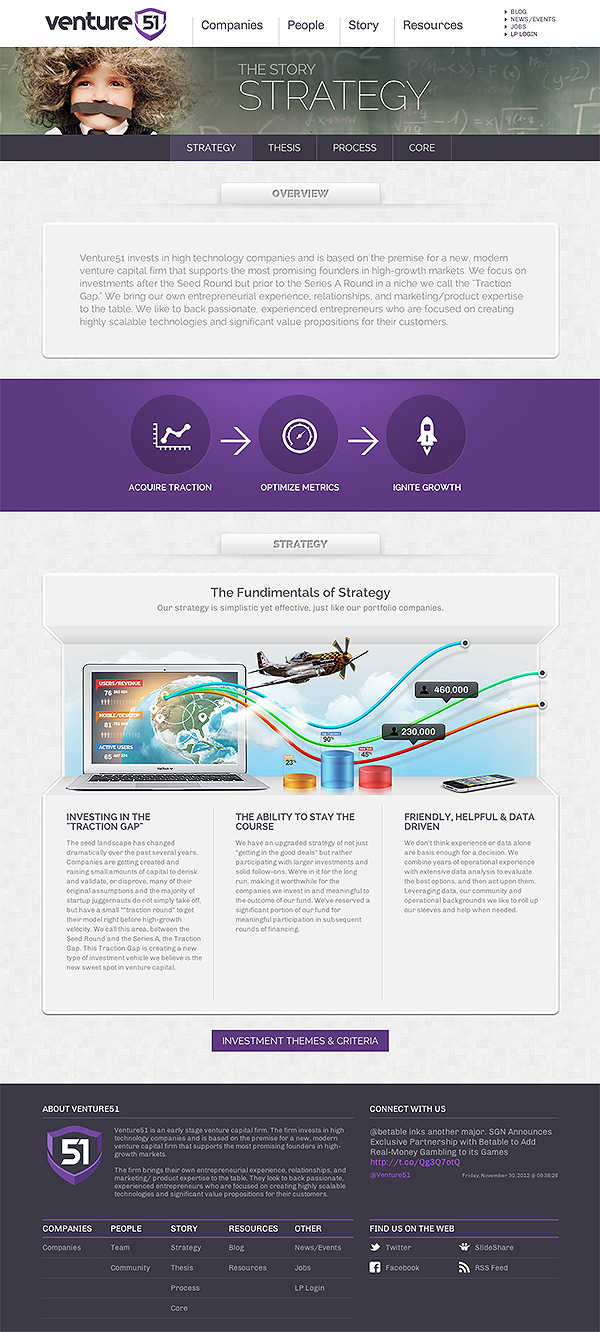 venture 51
Companies
People
Story
Resources
BLOG
NEWS/EVENTS
JOBS
LP LOGIN
THE STORY
STRATEGY
STRATEGY
THESIS
PROCESS
CORE
OVERVIEW
Venture51 invests in high technology companies and is based on the premise for a new, modern
venture capital firm that supports the most promising founders in high-growth markets. We focus on
investments after the Seed Round but prior to the Series A Round in a niche we call the "Traction
Gap." We bring our own entrepreneurial experience, relationships, and marketing/product expertise
to the table. We like to back passionate, experienced entrepreneurs who are focused on creating
highly scalable technologies and significant value propositions for their customers.
ACQUIRE TRACTION
OPTIMIZE METRICS
IGNITE GROWTH
STRATEGY
The Fundimentals of Strategy
Our strategy is simplistic yet effective, just like our portfolio companies.
USERS/REVENUE
76
MOBILE/DESKTOP
81
ACTIVE USERS
65
460,000
230,000
23%
90%
45%
INVESTING IN THE
"TRACTION GAP"
The seed landscape has changed
dramatically over the past several years.
Companies are getting created and
raising small amounts of capital to derisk
and validate, or disprove, many of their
original assumptions and the majority of
startup juggernauts do not simply take off,
but have a small ""traction round" to get
their model right before high-growth
velocity. We call this area, between the
Seed Round and the Series A, the Traction
Gap. This Traction Gap is creating a new
type of investment vehicle we believe is the
new sweet spot in venture capital.
THE ABILITY TO STAY THE
COURSE
We have an upgraded strategy of not just
"getting in the good deals" but rather
participating with larger investments and
solid follow-ons. We're in it for the long
run, making it worthwhile for the
companies we invest in and meaningful to
the outcome of our fund. We've reserved a
significant portion of our fund for
meaningful participation in subsequent
rounds of financing.
FRIENDLY, HELPFUL & DATA
DRIVEN
We don't think experience or data alone
are basis enough for a decision. We
combine years of operational experience
with extensive data analysis to evaluate
the best options, and then act upon them.
Leveraging data, our community and
operational backgrounds we like to roll up
our sleeves and help when needed.
INVESTMENT THEMES & CRITERIA
ABOUT VENTURE51
51
Venture51 is an early stage venture capital firm. The firm invests in high
technology companies and is based on the premise for a new, modern
venture capital firm that supports the most promising founders in high-
growth markets.
The firm brings their own entrepreneurial experience, relationships, and
marketing/ product expertise to the table. They look to back passionate,
experienced entrepreneurs who are focused on creating highly scalable
technologies and significant value propositions for their customers.
CONNECT WITH US
@betable inks another major. SGN Announces
Exclusive Partnership with Betable to Add
Real-Money Gambling to its Games
http://t.co/Qg3Q7otQ
@Venture51
Friday, November 30, 2012 @ 09:38:26
COMPANIES
Companies
PEOPLE
Team
Community
STORY
Strategy
Thesis
Process
Core
RESOURCES
Blog
Resources
OTHER
News/Events
Jobs
LP Login
FIND US ON THE WEB
Twitter
SlideShare
Facebook
RSS Feed